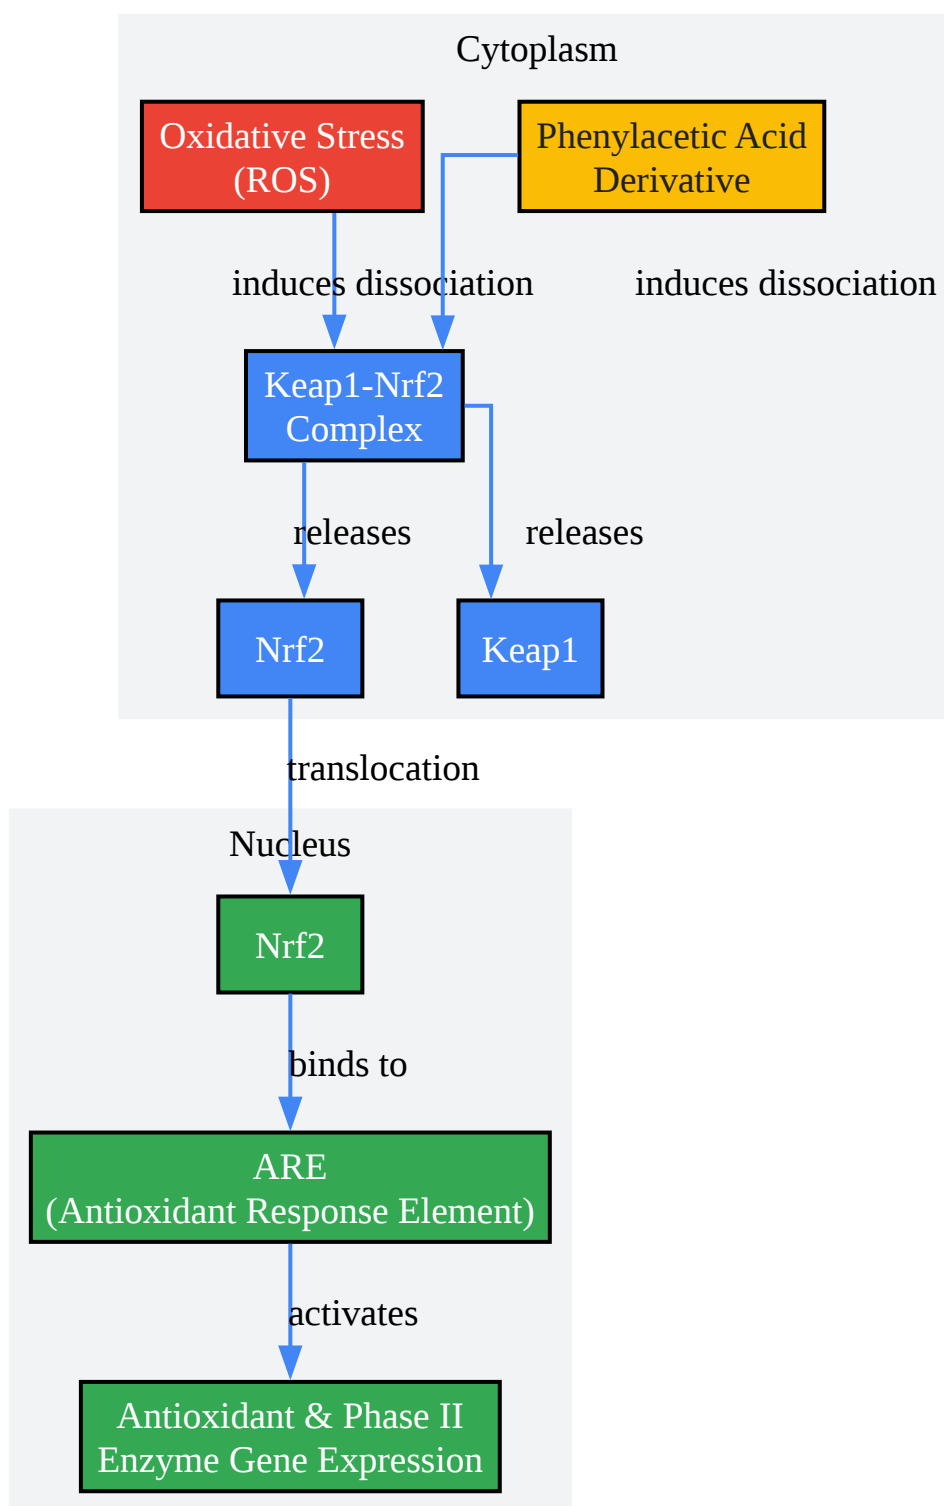 Cytoplasm
Oxidative Stress
(ROS)
Phenylacetic Acid
Derivative
induces dissociation
induces dissociation
Keap1-Nrf2
Complex
releases
releases
Nrf2
Keap1
translocation
Nucleus
Nrf2
binds to
ARE
(Antioxidant Response Element)
activates
Antioxidant & Phase II
Enzyme Gene Expression